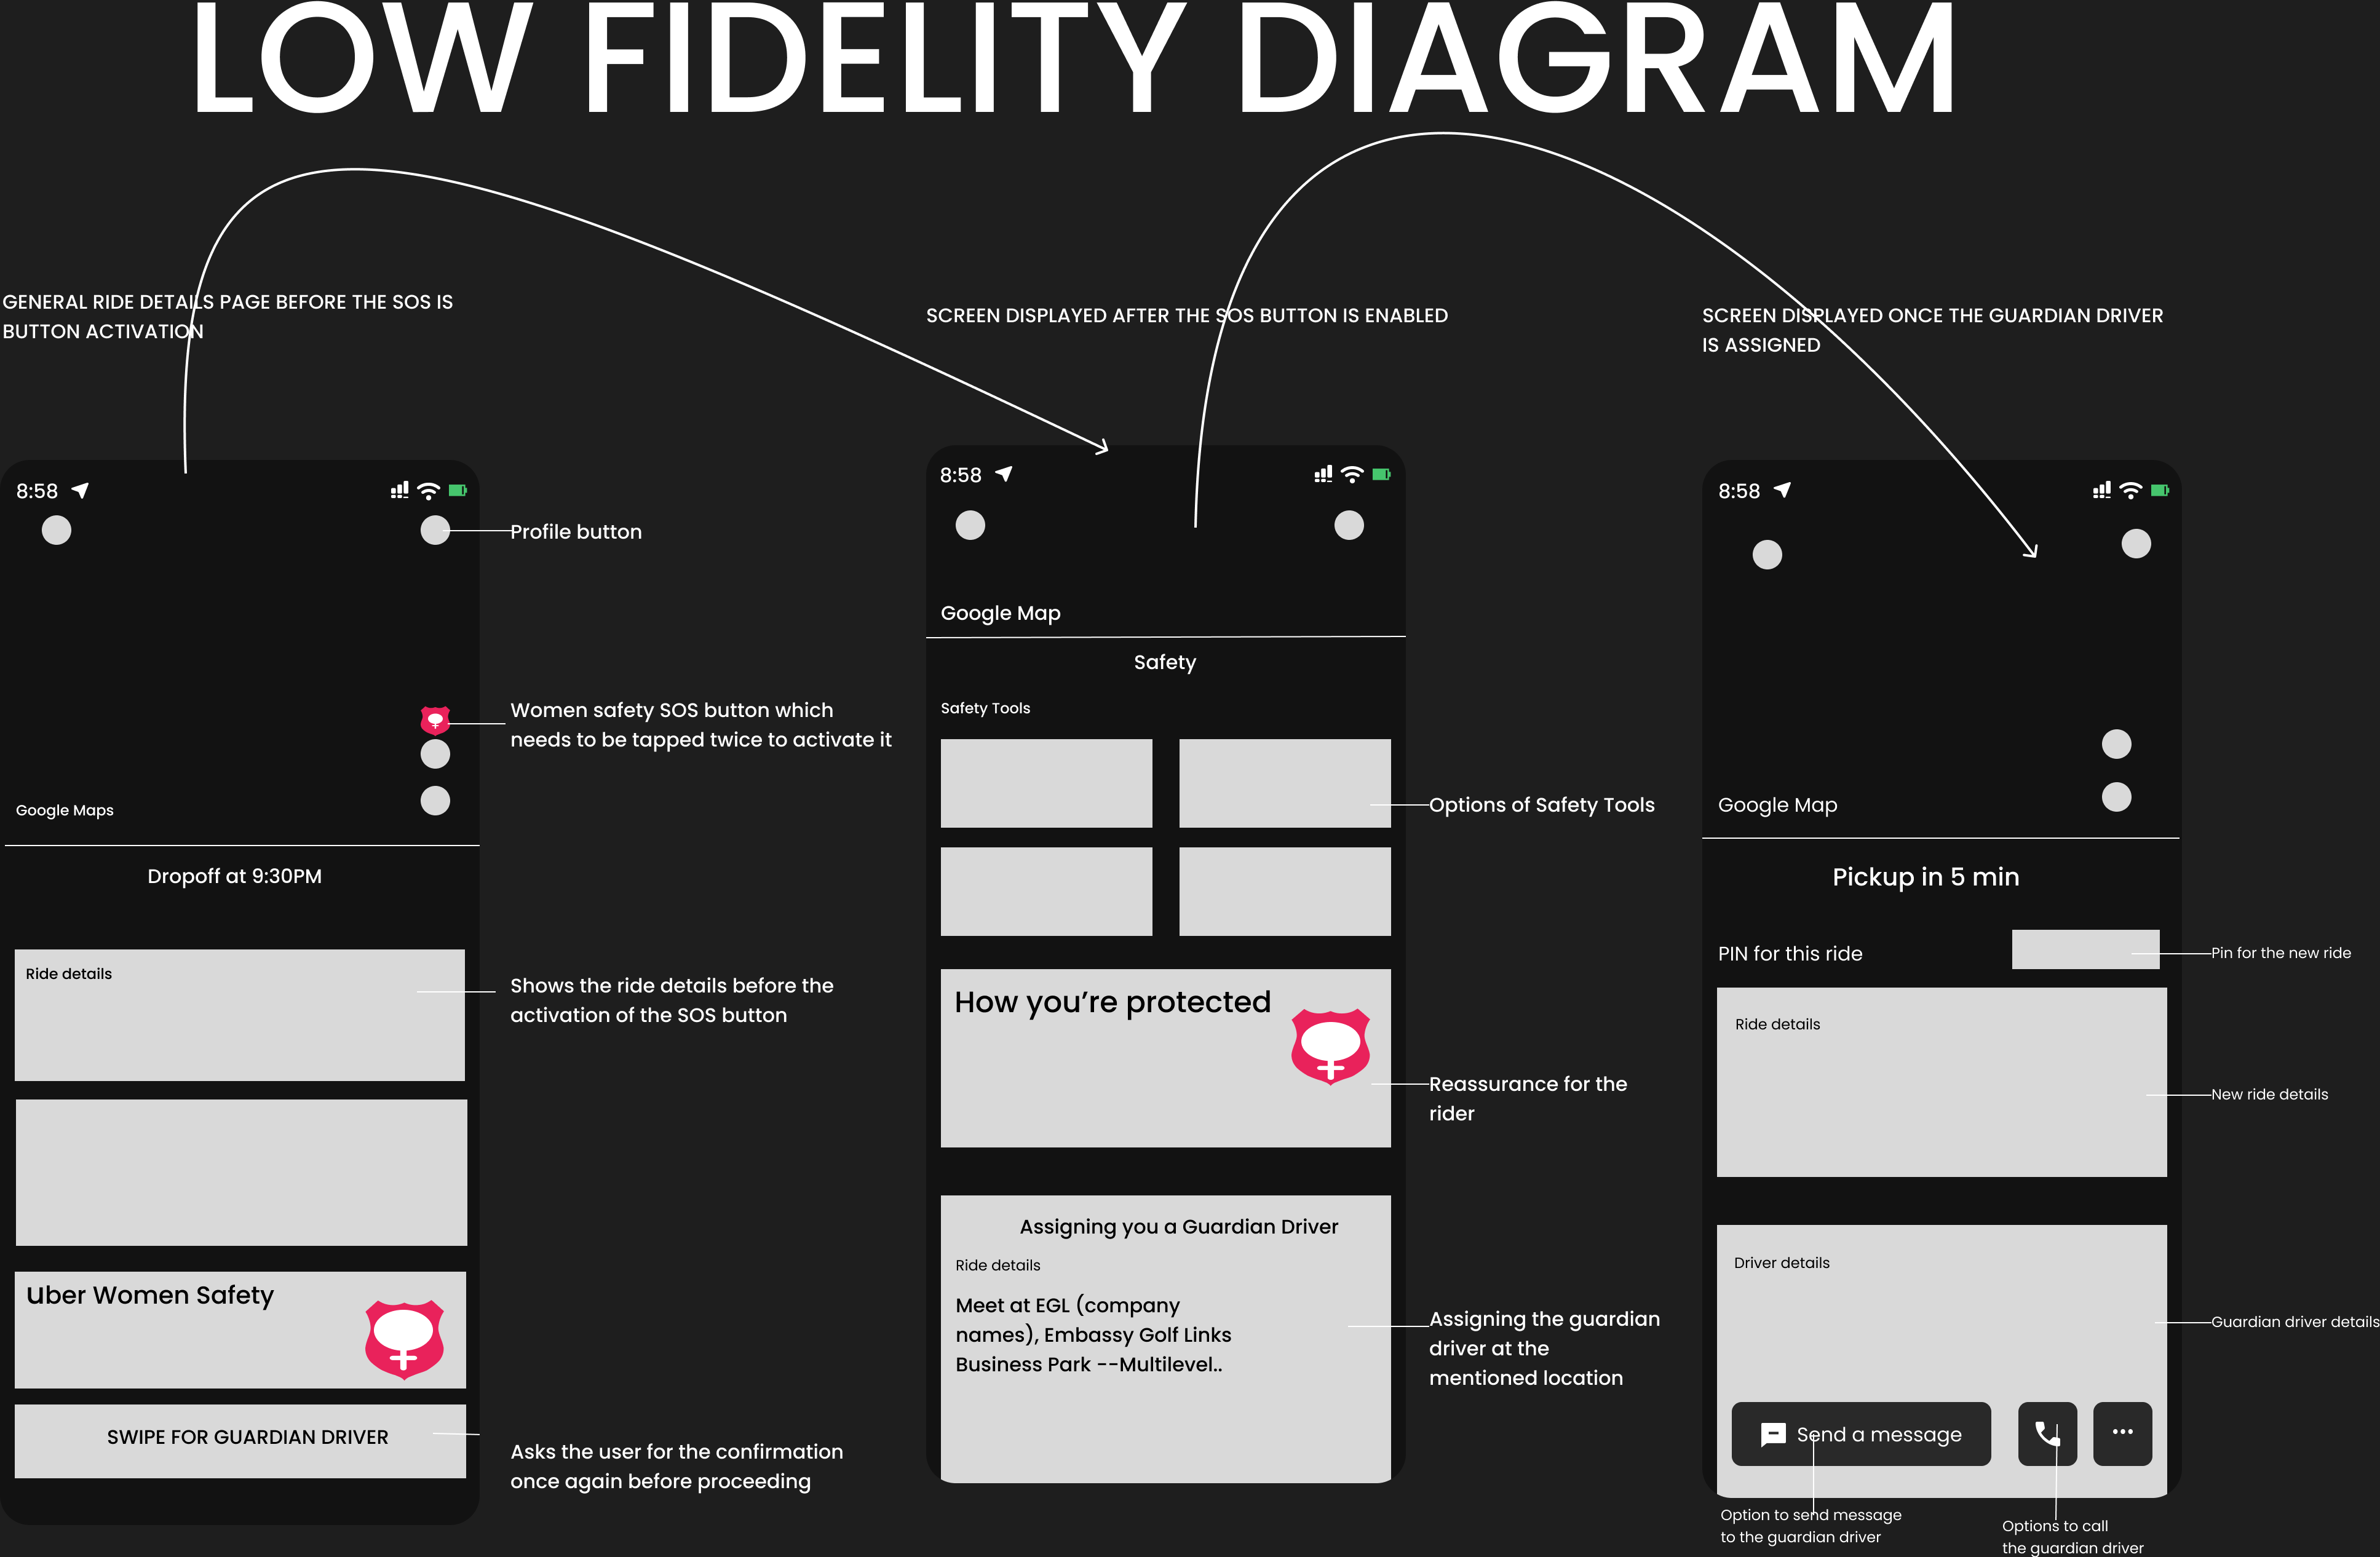 LOW FIDELITY DIAGRAM
GENERAL RIDE DETAILS PAGE BEFORE THE SOS IS
BUTTON ACTIVATION
8:58
Profile button
Women safety SOS button which
needs to be tapped twice to activate it
Google Maps
Dropoff at 9:30PM
Ride details
Shows the ride details before the
activation of the SOS button
Uber Women Safety
SWIPE FOR GUARDIAN DRIVER
Asks the user for the confirmation
once again before proceeding
SCREEN DISPLAYED AFTER THE SOS BUTTON IS ENABLED
8:58
Google Map
Safety
Safety Tools
Options of Safety Tools
How you’re protected
Reassurance for the
rider
Assigning you a Guardian Driver
Ride details
Meet at EGL (company
names), Embassy Golf Links
Business Park --Multilevel..
Assigning the guardian
driver at the
mentioned location
SCREEN DISPLAYED ONCE THE GUARDIAN DRIVER
IS ASSIGNED
8:58
Google Map
Pickup in 5 min
PIN for this ride
Pin for the new ride
Ride details
New ride details
Driver details
Guardian driver details
Send a message
Option to send message
to the guardian driver
Options to call
the guardian driver